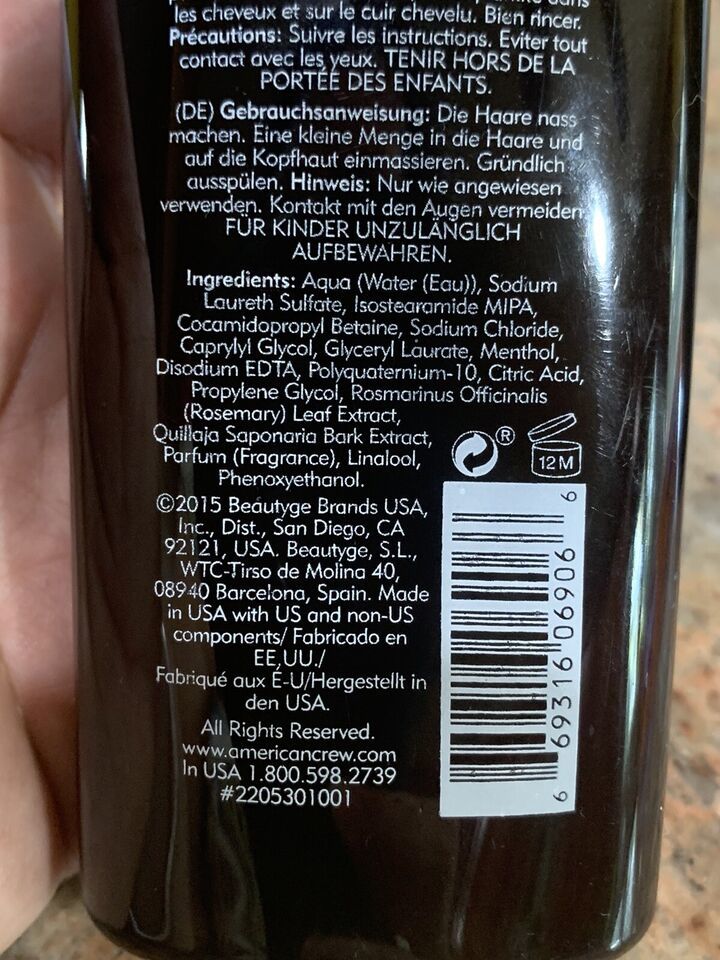 les cheveux et sur le cuir chevelu. Bien rincer.
Précautions: Suivre les instructions. Eviter tout
contact avec les yeux. TENIR HORS DE LA
PORTÉE DES ENFANTS.
(DE) Gebrauchsanweisung: Die Haare nass
machen. Eine kleine Menge in die Haare und
auf die Kopfhaut einmassieren. Gründlich
ausspülen. Hinweis: Nur wie angewiesen
verwenden. Kontakt mit den Augen vermeiden
FÜR KINDER UNZULÄNGLICH
AUFBEWAHREN.
Ingredients: Aqua (Water (Eau)), Sodium
Laureth Sulfate, Isostearamide MIPA,
Cocamidopropyl Betaine, Sodium Chloride,
Caprylyl Glycol, Glyceryl Laurate, Menthol,
Disodium EDTA, Polyquaternium-10, Citric Acid,
Propylene Glycol, Rosmarinus Officinalis
(Rosemary) Leaf Extract,
Quillaja Saponaria Bark Extract,
Parfum (Fragrance), Linalool,
Phenoxyethanol.
®
12 M
©2015 Beautyge Brands USA,
Inc., Dist., San Diego, CA
92121, USA. Beautyge, S.L.,
WTC-Tirso de Molina 40,
08940 Barcelona, Spain. Made
in USA with US and non-US
components/ Fabricado en
EE.UU./
Fabriqué aux É-U/Hergestellt in
den USA.
All Rights Reserved.
www.americancrew.com
In USA 1.800.598.2739
#2205301001
6 69316 06906 6